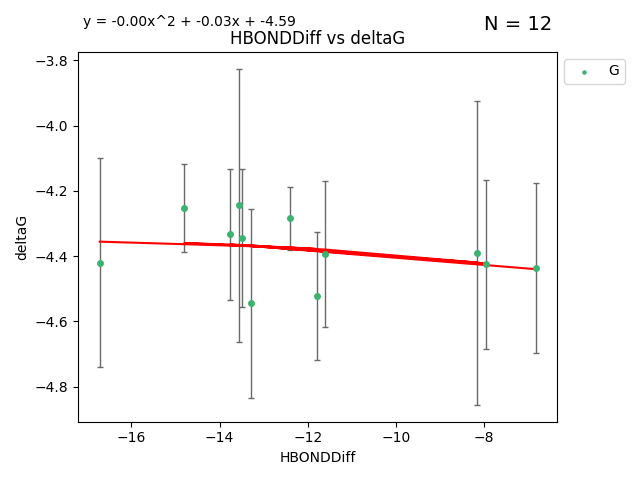 y = -0.00x^2 + -0.03x + -4.59
N = 12
HBONDDiff vs deltaG
G
−3.8
−4.0
−4.2
−4.4
−4.6
−4.8
deltaG
−16 −14 −12 −10 −8
HBONDDiff